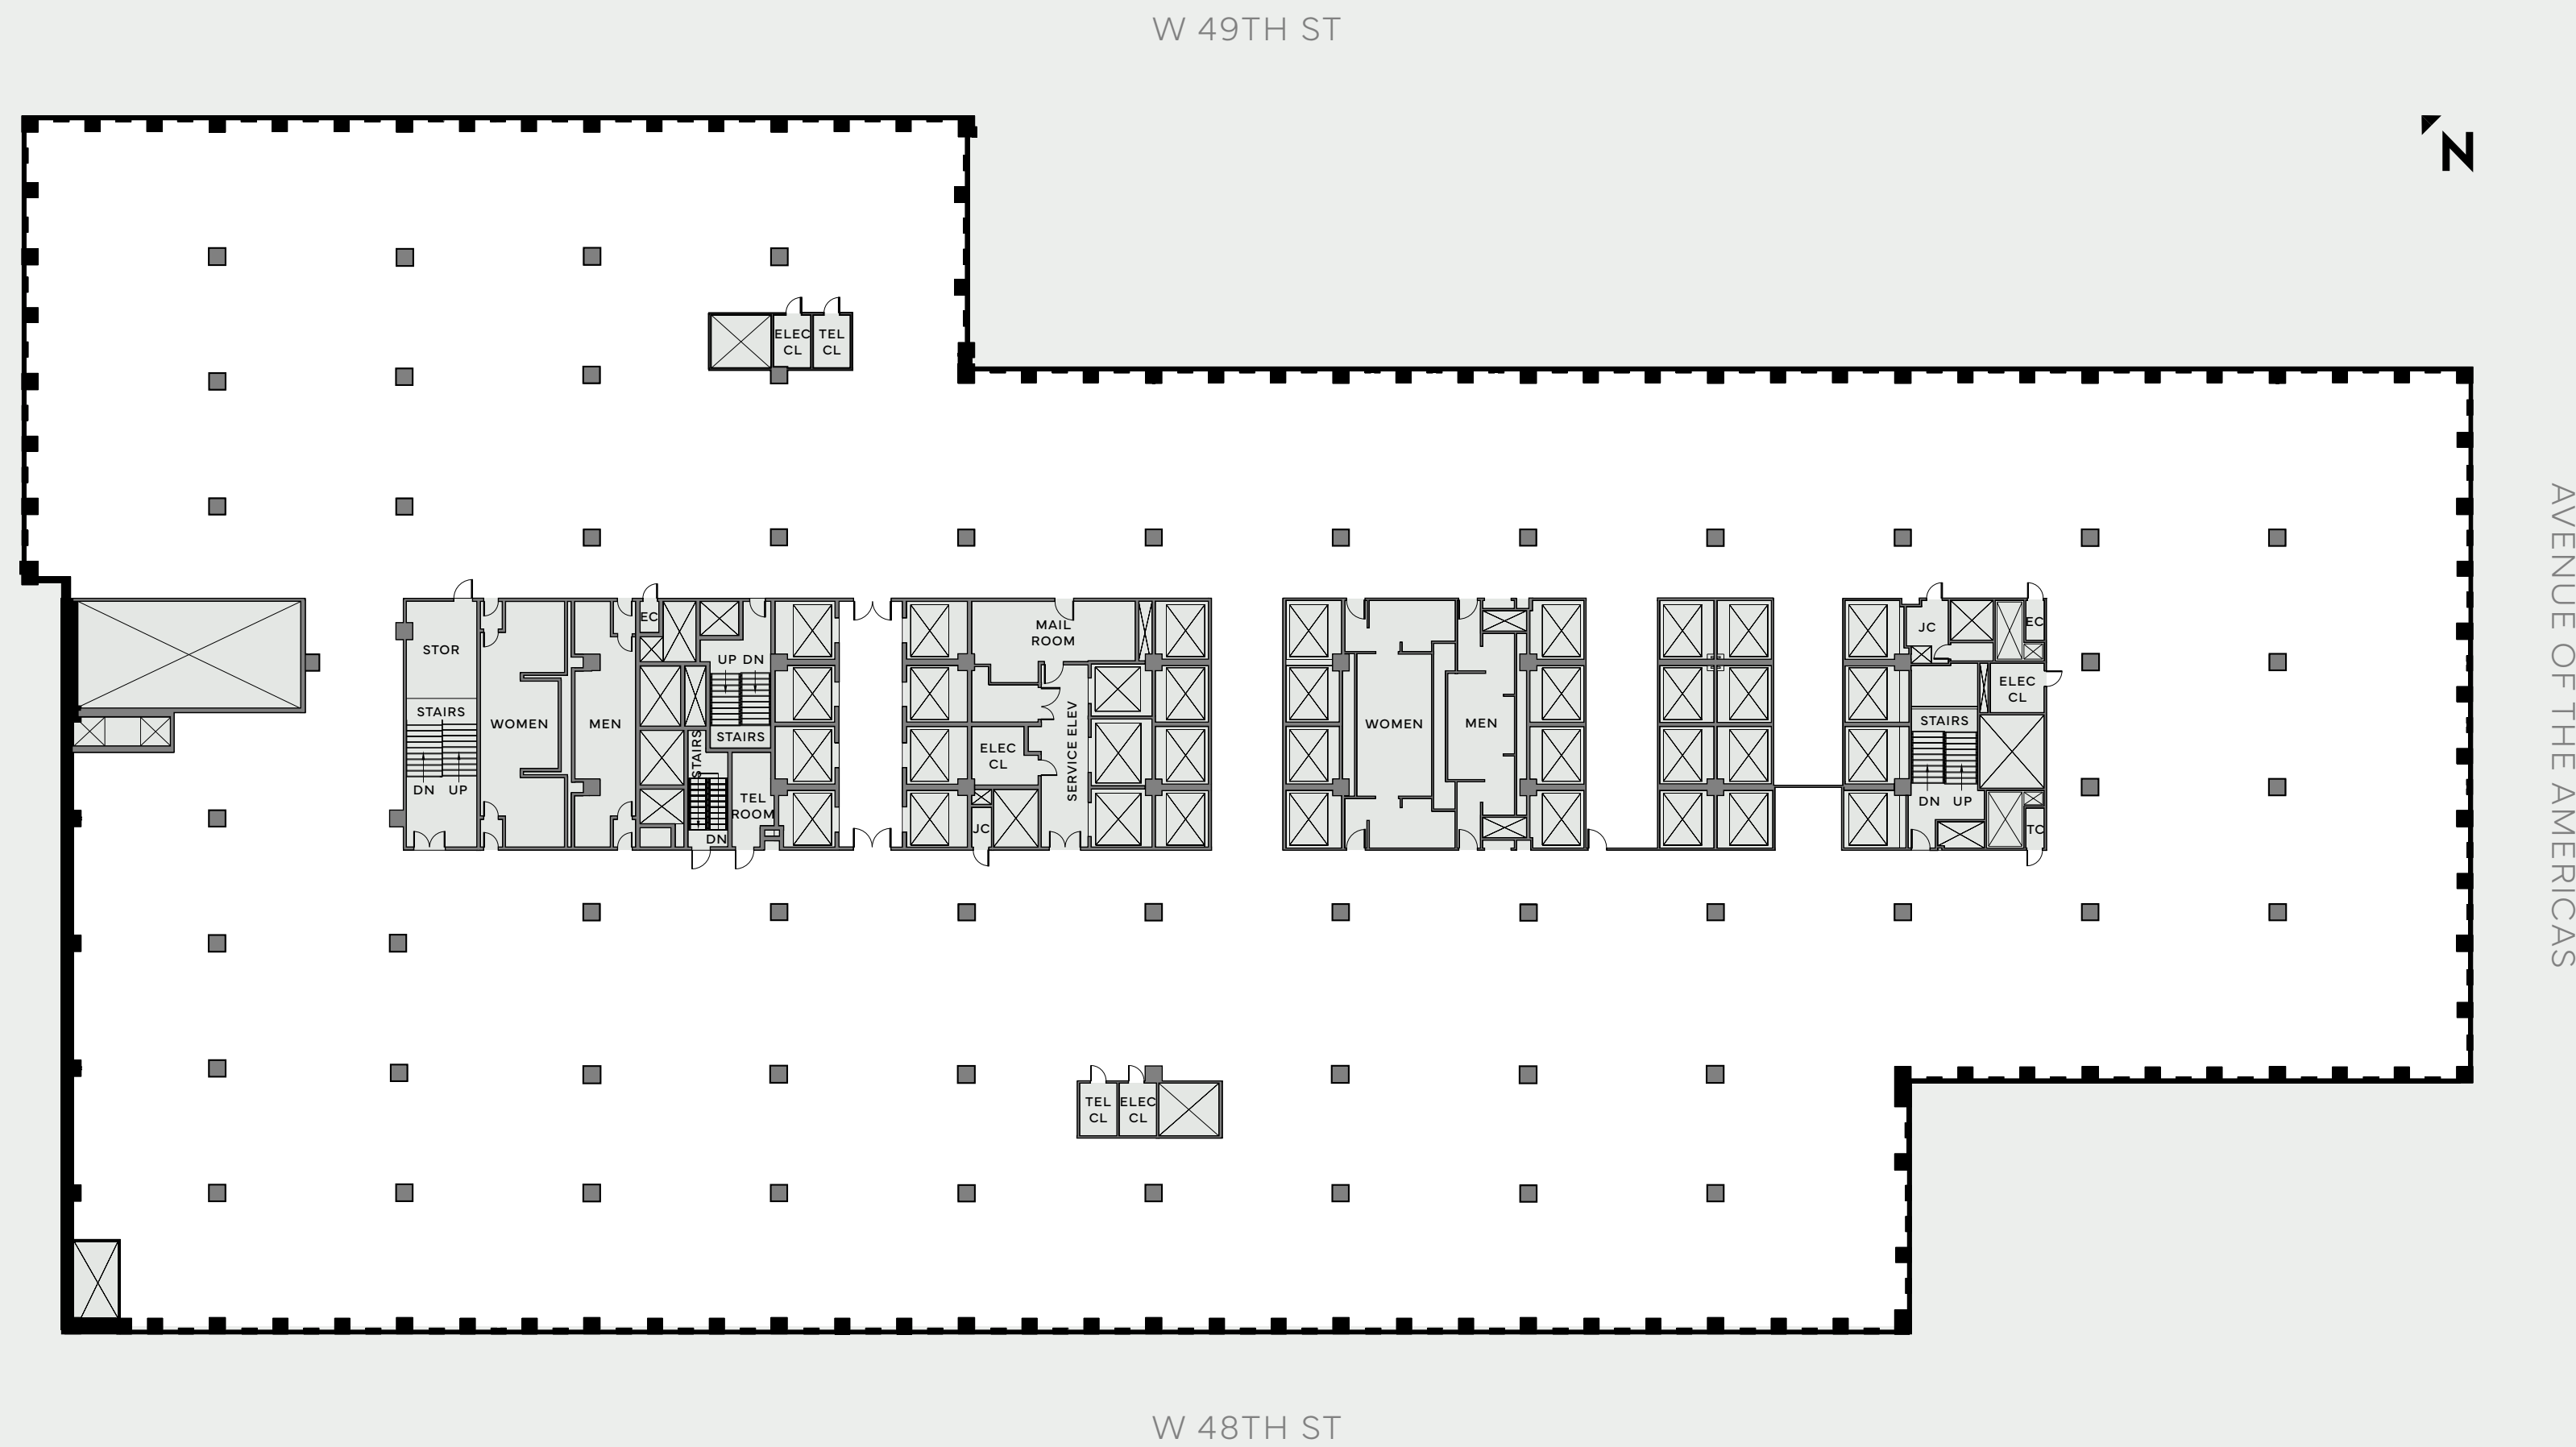 W 49TH ST
N
ELEC
CL
TEL
CL
AVENUE OF THE AMERICAS
STOR
STAIRS
DN UP
WOMEN
MEN
EC
UP DN
STAIRS
STAIRS
DN
TEL
ROOM
MAIL
ROOM
ELEC
CL
JC
SERVICE ELEV
WOMEN
MEN
JC
EC
ELEC
CL
STAIRS
DN UP
TC
TEL
CL
ELEC
CL
W 48TH ST